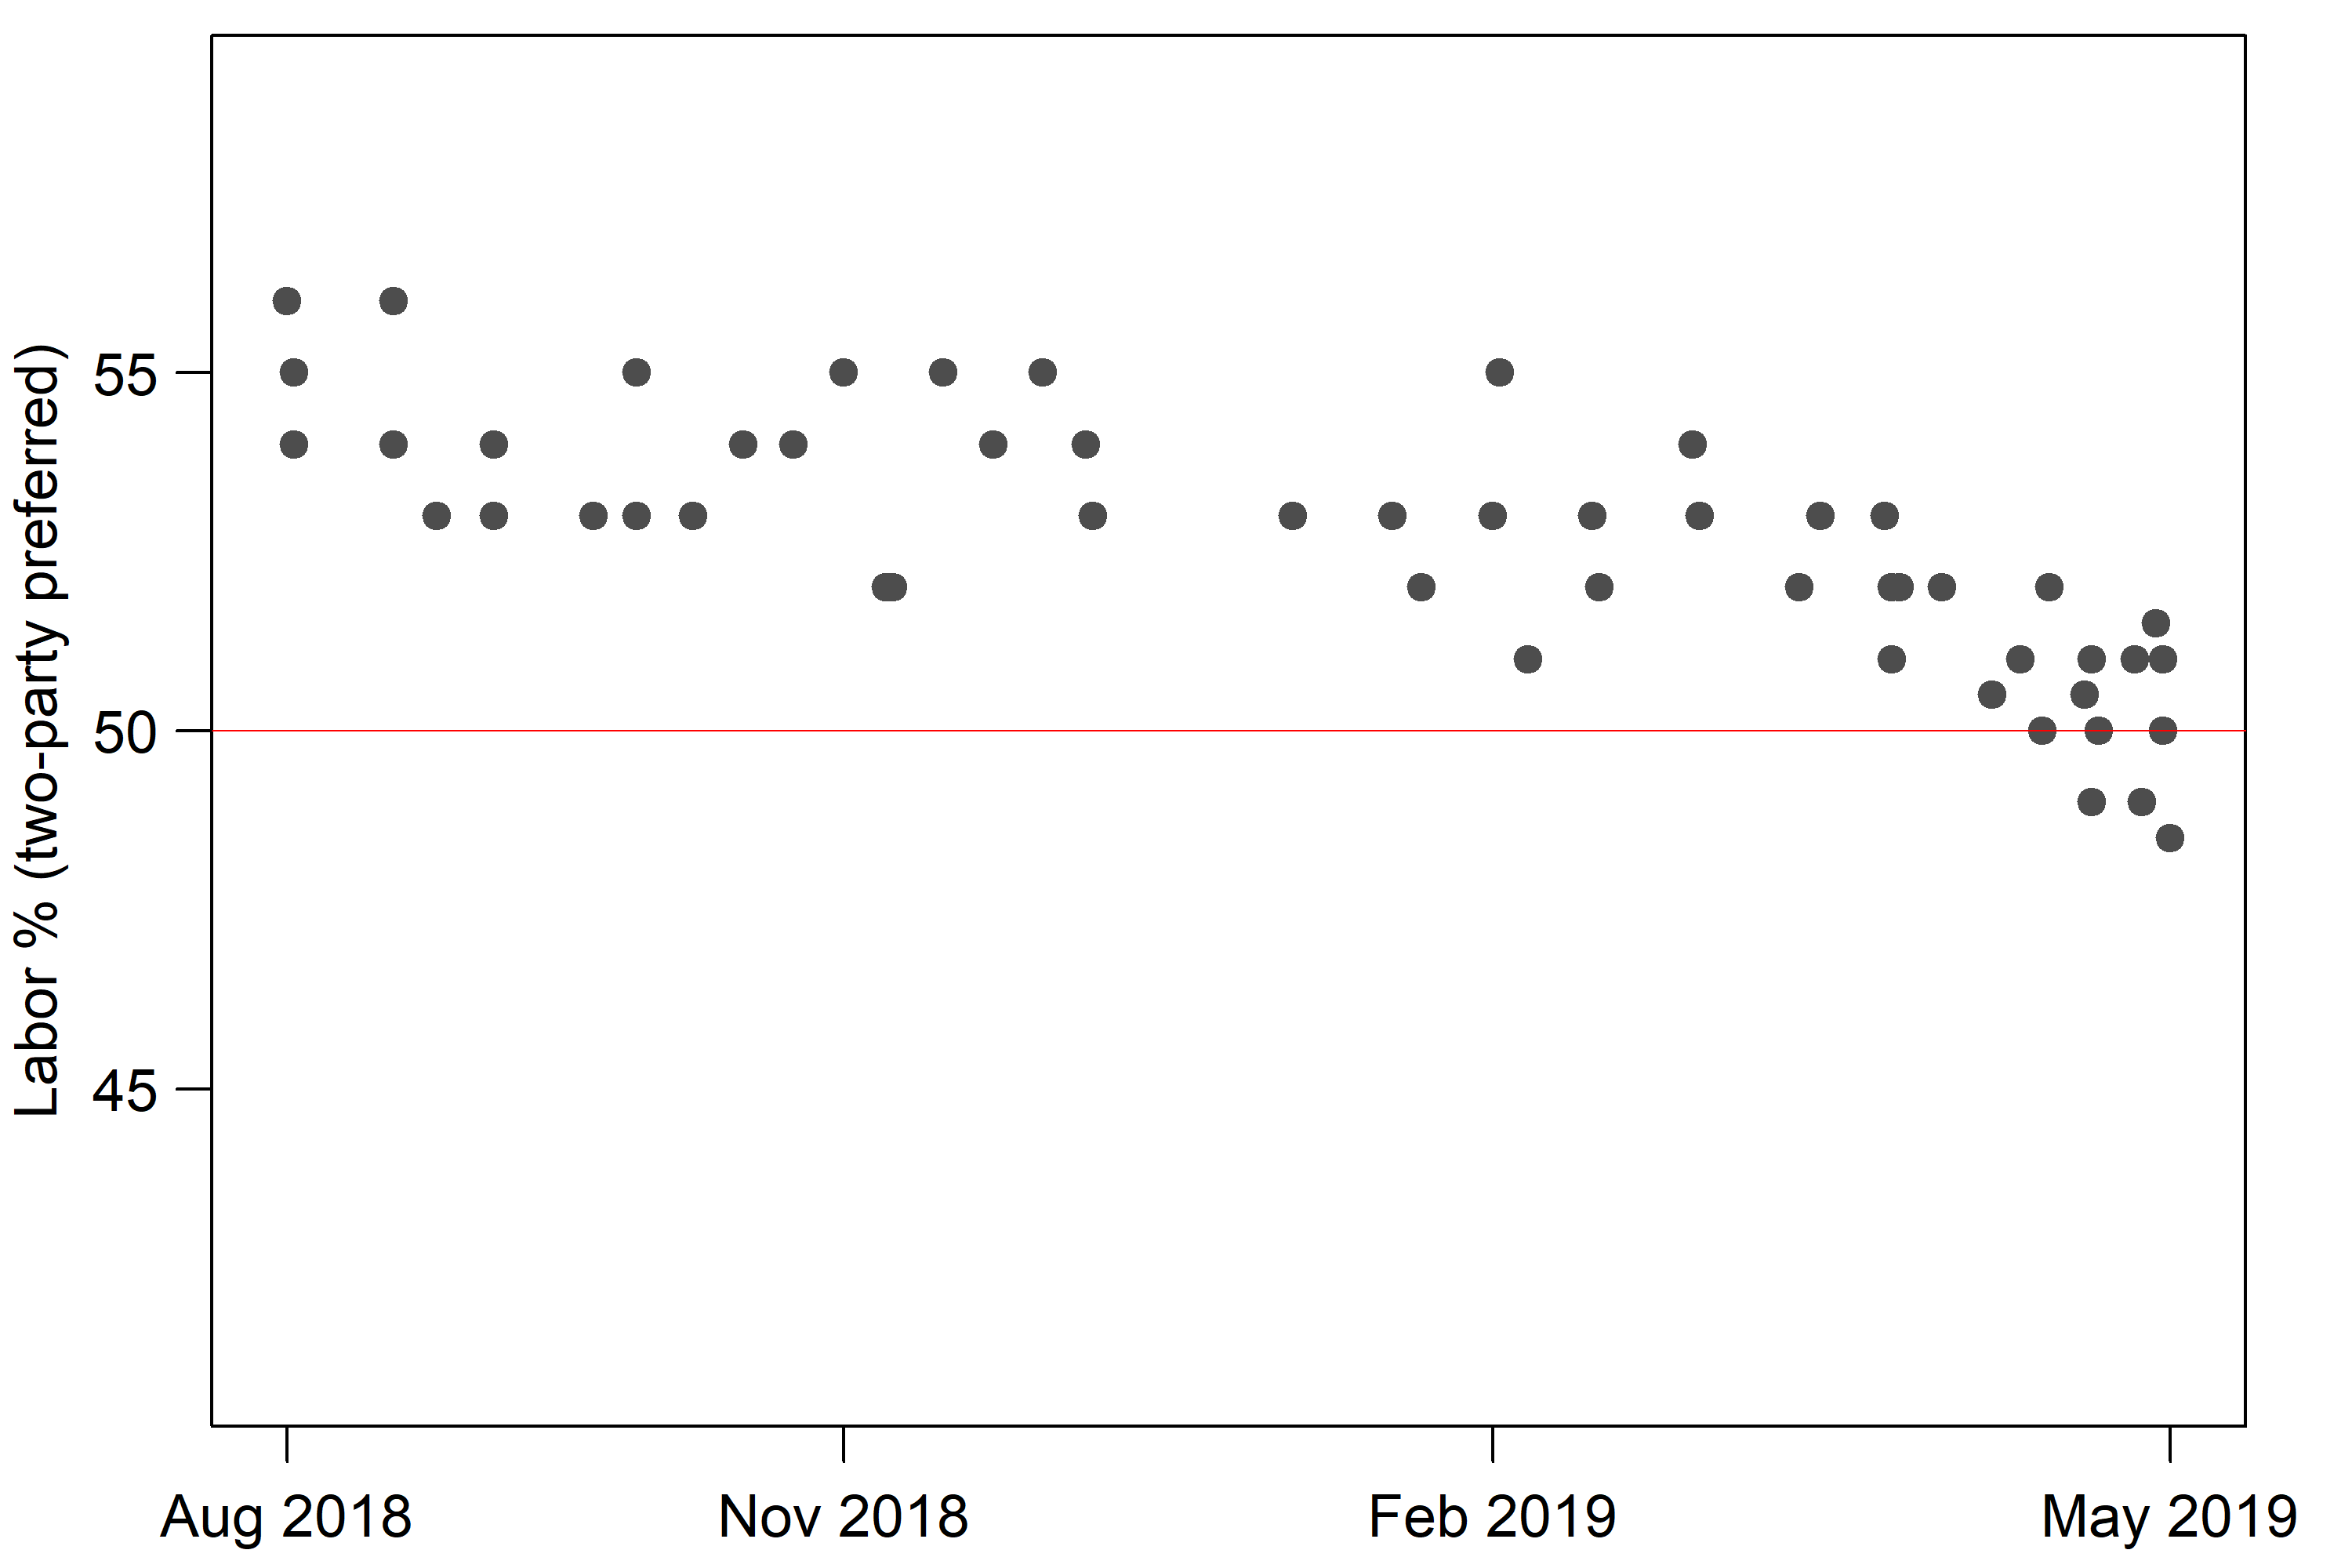 Labor % (two-party preferred)
55
50
45
Aug 2018
Nov 2018
Feb 2019
May 2019